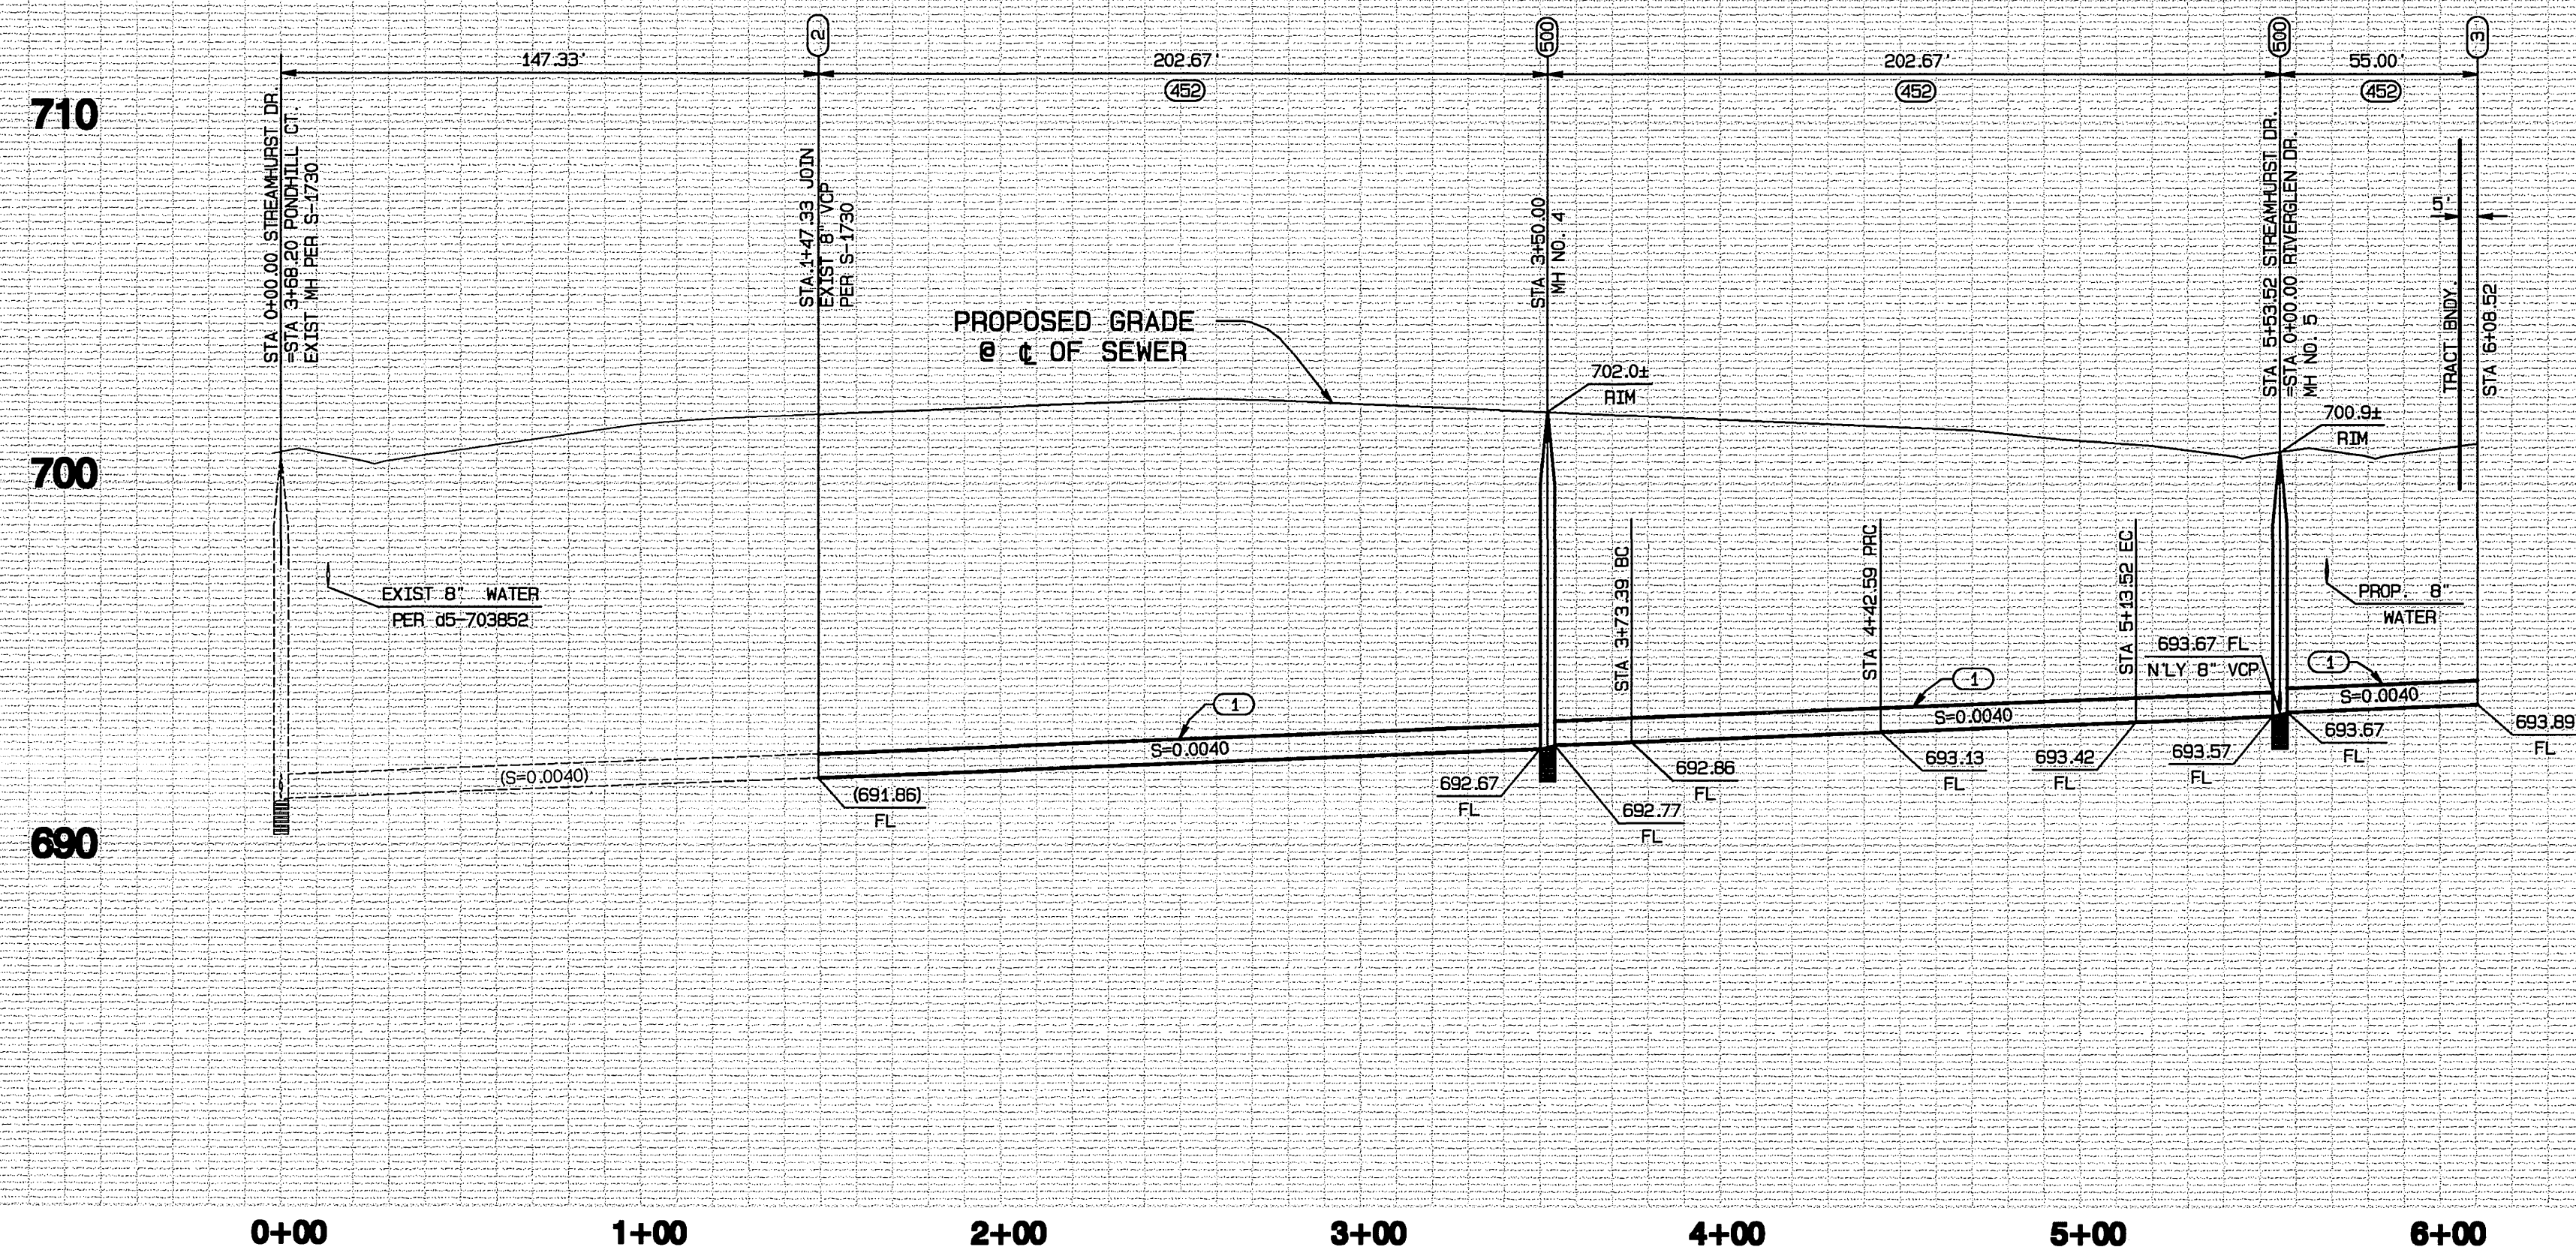 2
500
500
3
147.33'
202.67'
202.67'
55.00'
452
452
452
710
700
690
STA 0+00.00 STREAMHURST DR.
=STA 3+68.20 PONDHILL CT.
EXIST MH PER S-1730
STA.1+47.33 JOIN
EXIST 8" VCP
PER S-1730
STA 3+50.00
MH NO. 4
STA. 5+53.52 STREAMHURST DR.
=STA 0+00.00 RIVERGLEN DR.
MH NO. 5
5'
TRACT BNDY.
STA 6+08.52
PROPOSED GRADE
@ ℄ OF SEWER
702.0±
RIM
700.9±
RIM
EXIST 8" WATER
PER d5-703852
STA 3+73.39 BC
STA 4+42.59 PRC
STA 5+13.52 EC
PROP. 8"
WATER
693.67 FL
N'LY 8" VCP
1
1
1
(S=0.0040)
S=0.0040
S=0.0040
S=0.0040
(691.86)
FL
692.67
FL
692.77
FL
692.86
FL
693.13
FL
693.42
FL
693.57
FL
693.67
FL
693.89
FL
0+00
1+00
2+00
3+00
4+00
5+00
6+00